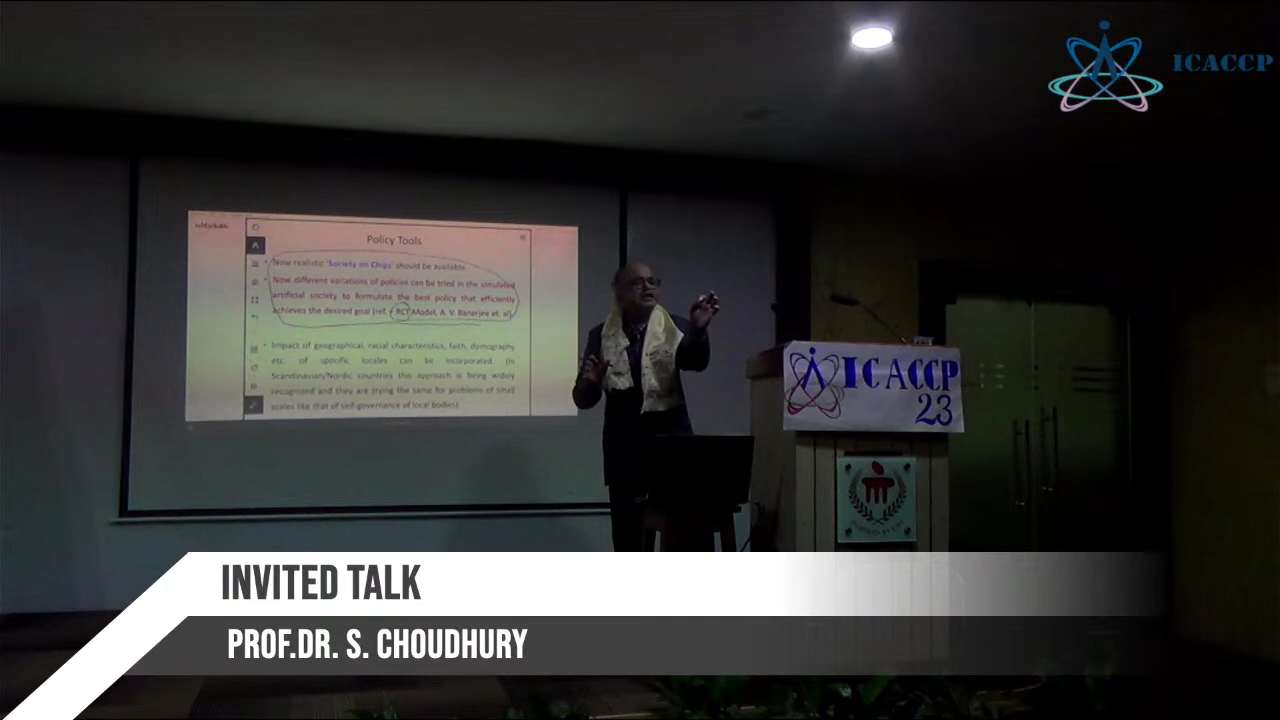 ICACCP
reMarkable
Policy Tools
Now realistic 'Society on Chips' should be available.
Now different variations of policies can be tried in the simulated
artificial society to formulate the best policy that efficiently
achieves the desired goal (ref. – RCT Model, A. V. Banerjee et. al)
Impact of geographical, racial characteristics, faith, demography
etc. of specific locales can be incorporated. (In
Scandinavian/Nordic countries this approach is being widely
recognized and they are trying the same for problems of small
scales like that of self-governance of local bodies)
ICACCP
23
INSPIRED BY LIFE
INVITED TALK
PROF.DR. S. CHOUDHURY